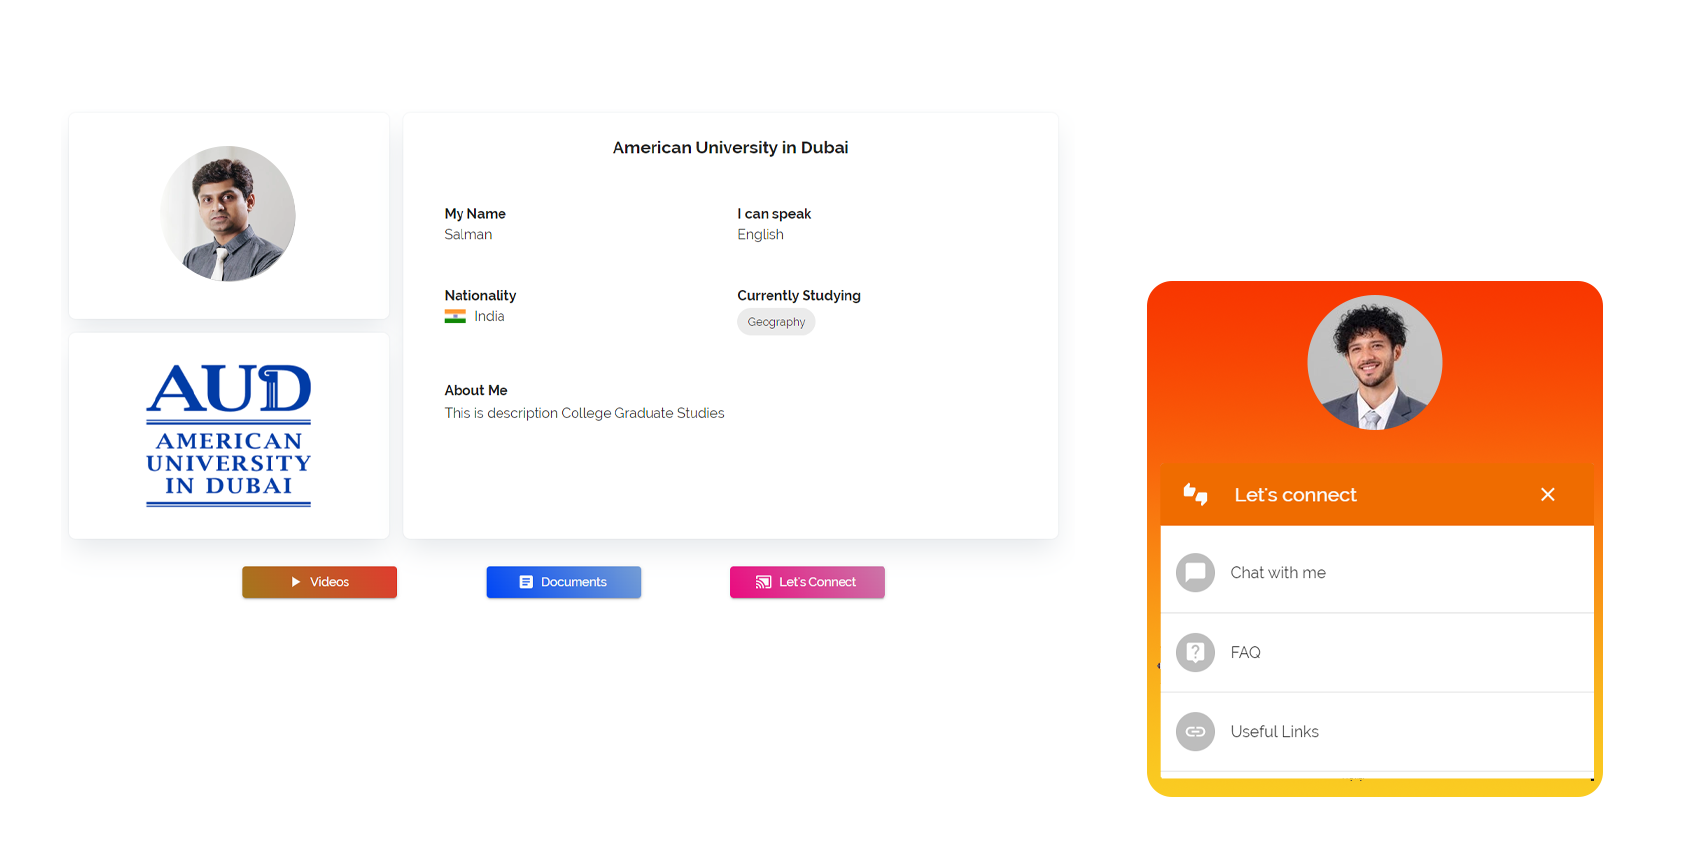 American University in Dubai
My Name
Salman
I can speak
English
Nationality
India
Currently Studying
Geography
About Me
This is description College Graduate Studies
AUD
AMERICAN
UNIVERSITY
IN DUBAI
Videos
Documents
Let's Connect
Let's connect
Chat with me
FAQ
Useful Links